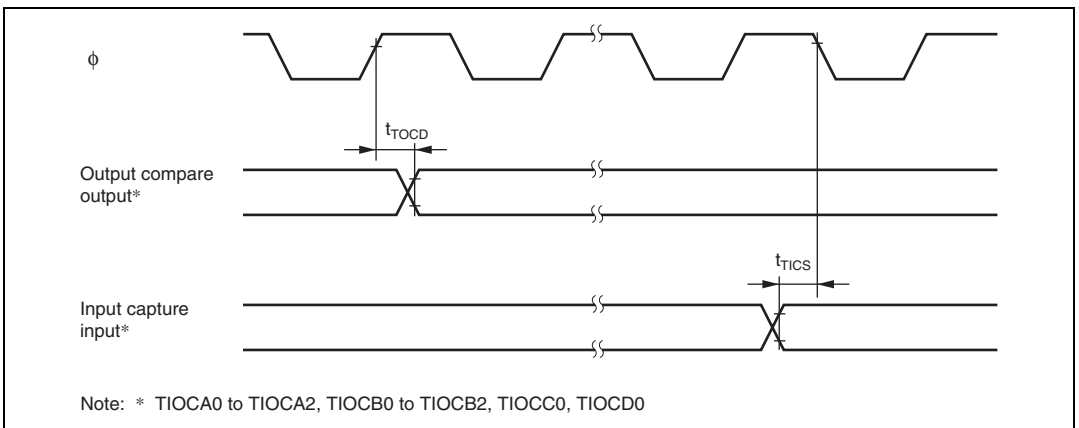 ϕ
tTOCD
Output compare
output*
tTICS
Input capture
input*
Note: * TIOCA0 to TIOCA2, TIOCB0 to TIOCB2, TIOCC0, TIOCD0